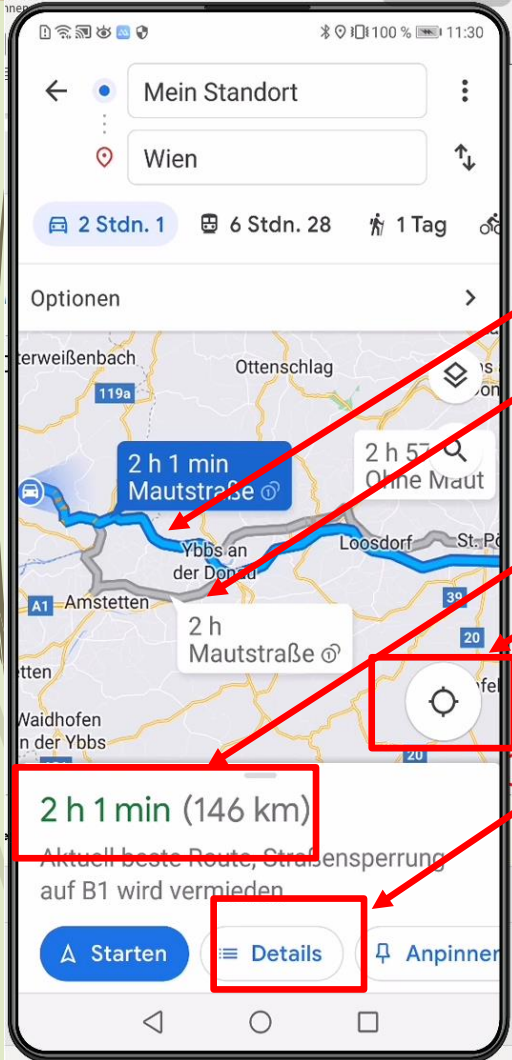 100 % 11:30
Mein Standort
Wien
2 Stdn. 1
6 Stdn. 28
1 Tag
Optionen
terweißenbach
Ottenschlag
119a
2 h 1 min
Mautstraße
2 h 57
Ohne Maut
Ybbs an
der Donau
Loosdorf
St. Pö
A1
Amstetten
39
2 h
Mautstraße
20
etten
Waidhofen
n der Ybbs
20
2 h 1 min (146 km)
Aktuell beste Route, Straßensperrung
auf B1 wird vermieden
Starten
Details
Anpinnen